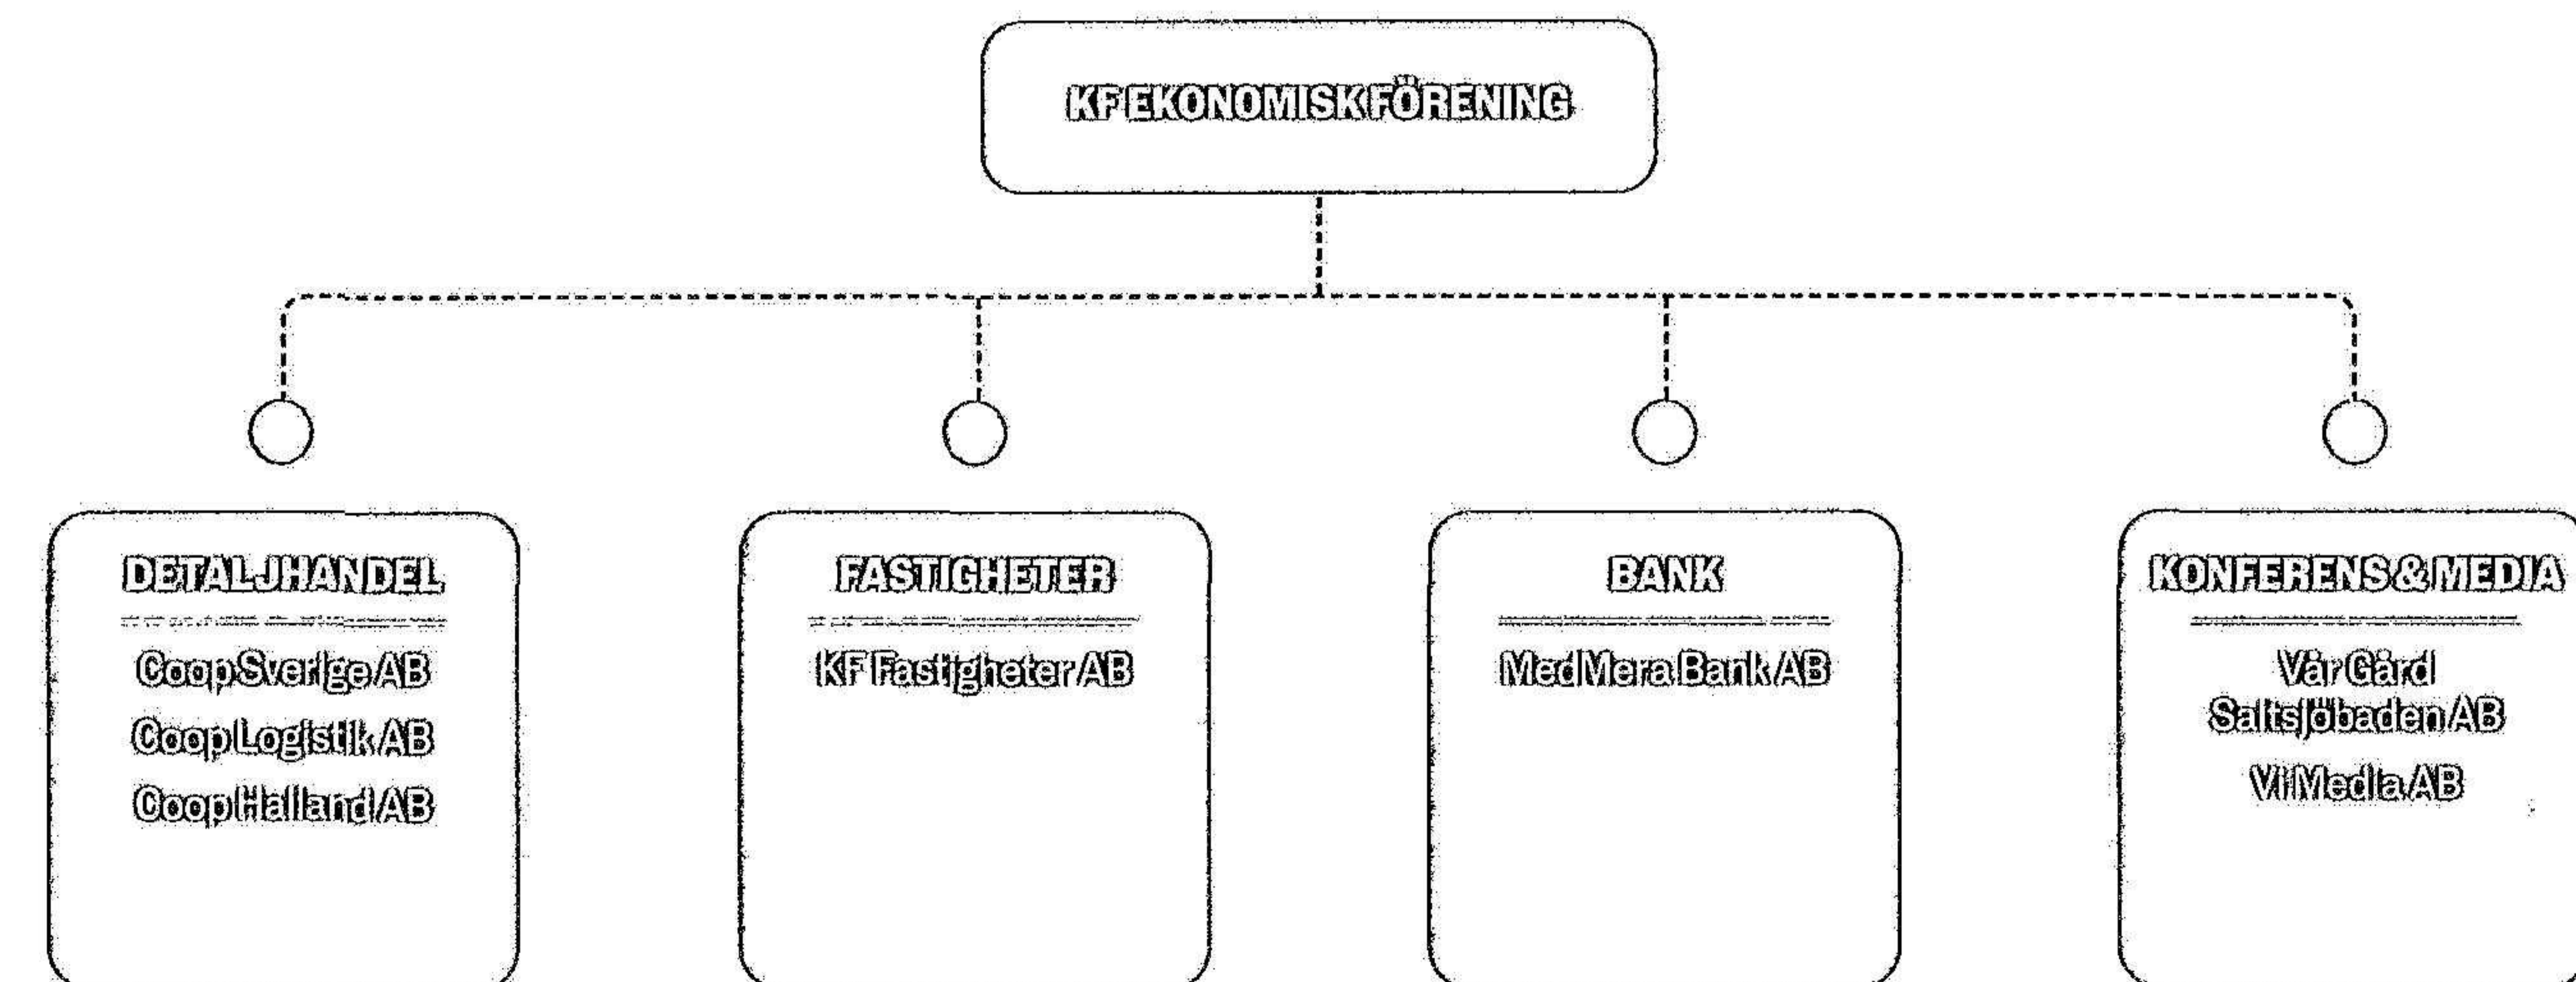 KF EKONOMISK FÖRENING
DETALJHANDEL
Coop Sverige AB
Coop Logistik AB
Coop Halland AB
FASTIGHETER
KF Fastigheter AB
BANK
MedMera Bank AB
KONFERENS & MEDIA
Vår Gård
Saltsjöbaden AB
Vi Media AB